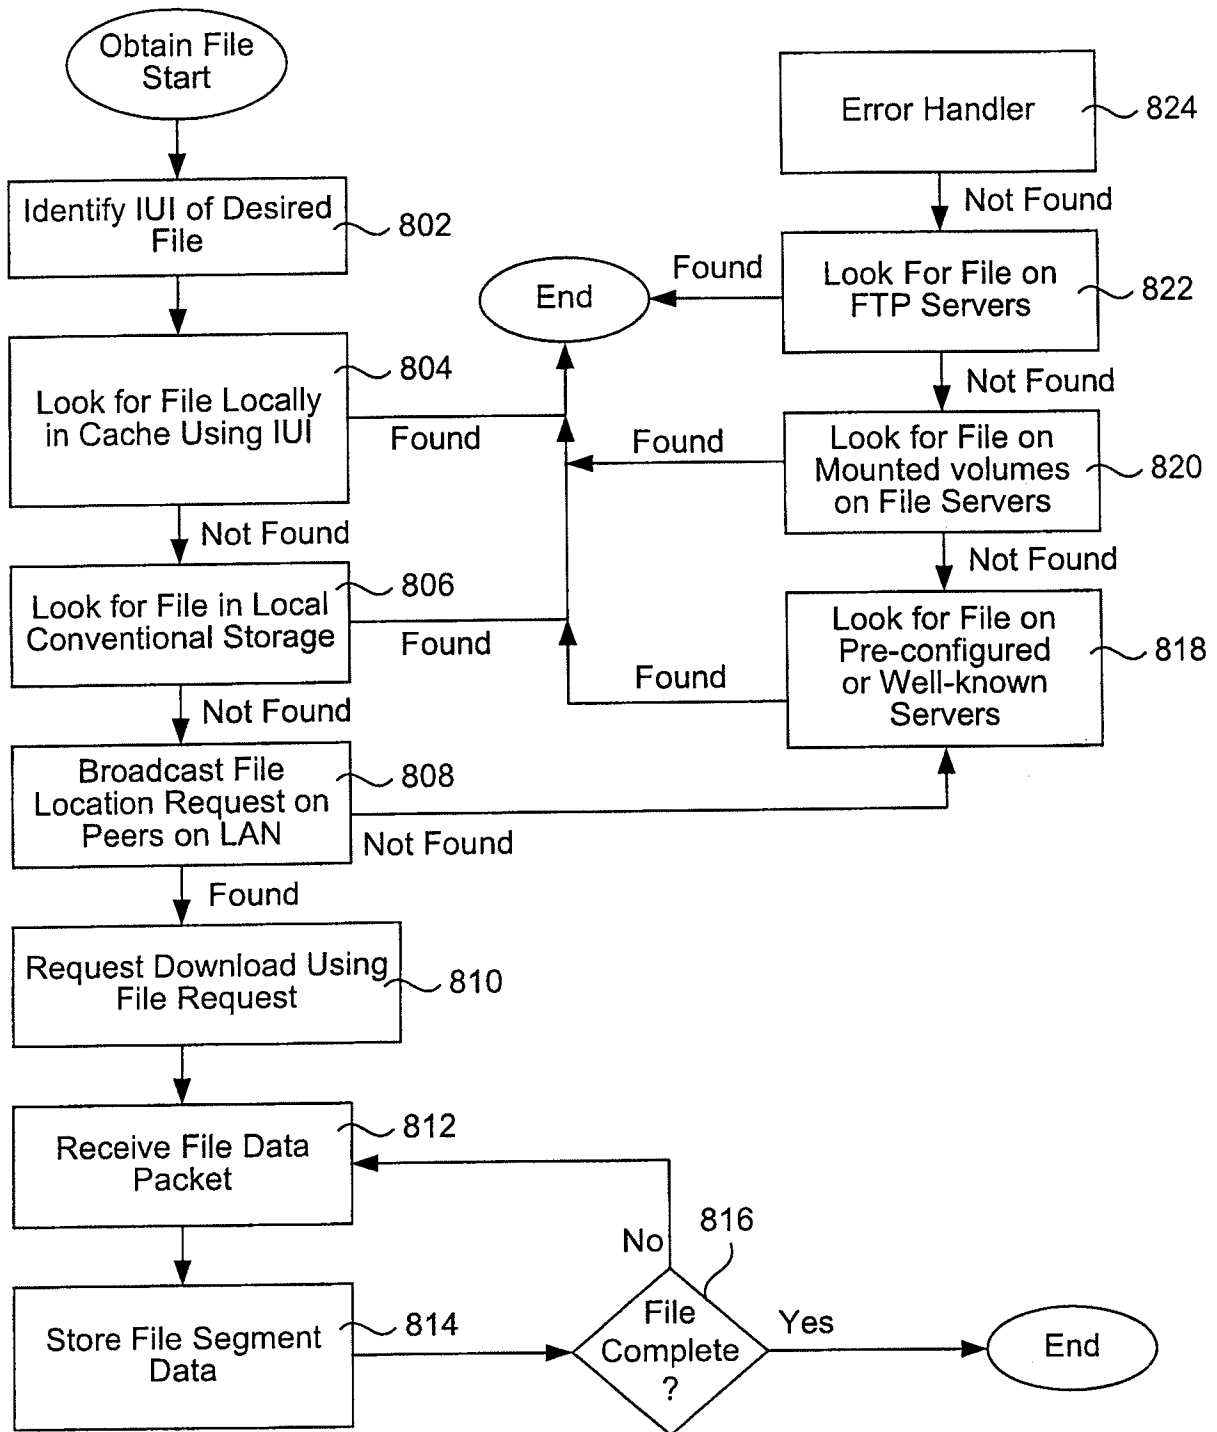 Obtain File
Start
Identify IUI of Desired
File
802
Look for File Locally
in Cache Using IUI
804
Found
Not Found
Look for File in Local
Conventional Storage
806
Found
Not Found
Broadcast File
Location Request on
Peers on LAN
808
Not Found
Found
Request Download Using
File Request
810
Receive File Data
Packet
812
Store File Segment
Data
814
File
Complete
?
816
No
Yes
End
Error Handler
824
Not Found
Look For File on
FTP Servers
822
Found
End
Not Found
Look for File on
Mounted volumes
on File Servers
820
Found
Not Found
Look for File on
Pre-configured
or Well-known
Servers
818
Found